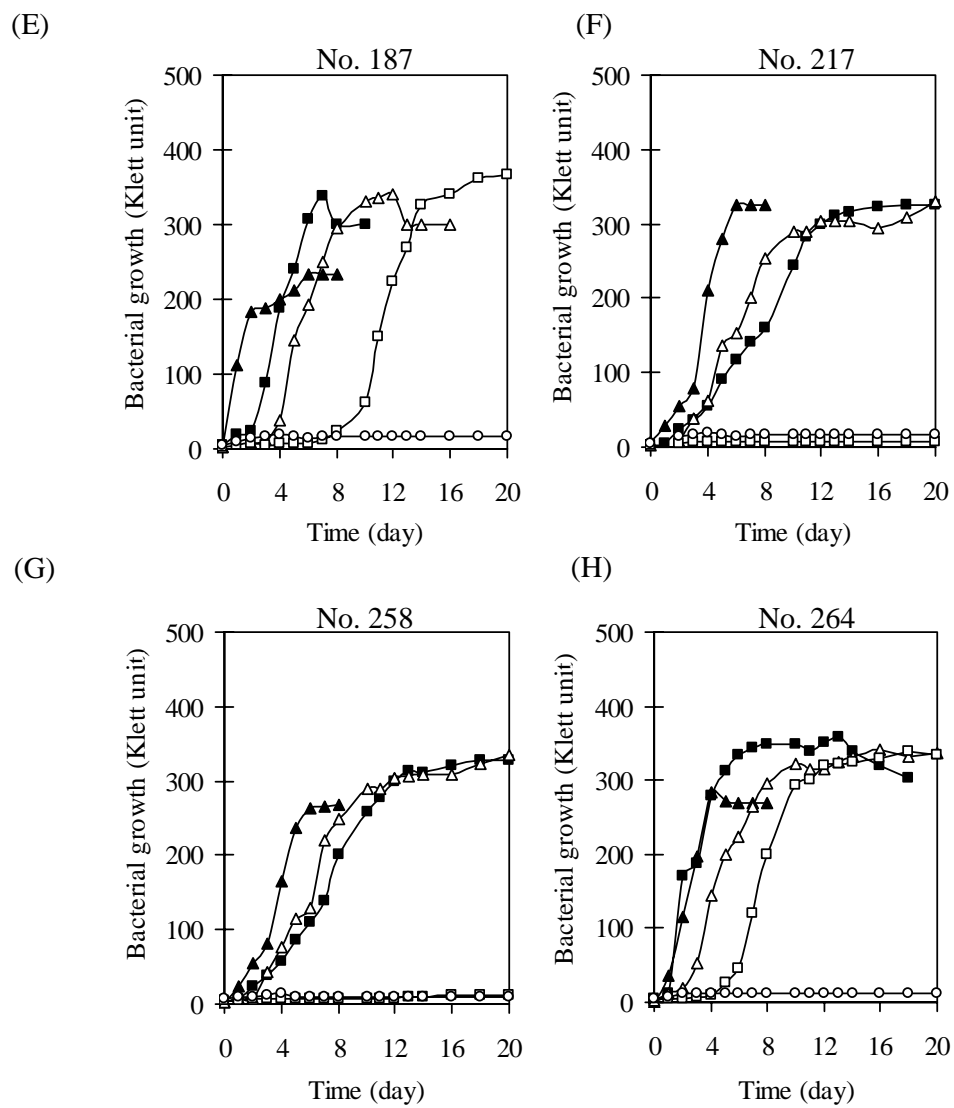 (E)
No. 187
Bacterial growth (Klett unit)
500
400
300
200
100
0
0 4 8 12 16 20
Time (day)
(F)
No. 217
Bacterial growth (Klett unit)
500
400
300
200
100
0
0 4 8 12 16 20
Time (day)
(G)
No. 258
Bacterial growth (Klett unit)
500
400
300
200
100
0
0 4 8 12 16 20
Time (day)
(H)
No. 264
Bacterial growth (Klett unit)
500
400
300
200
100
0
0 4 8 12 16 20
Time (day)